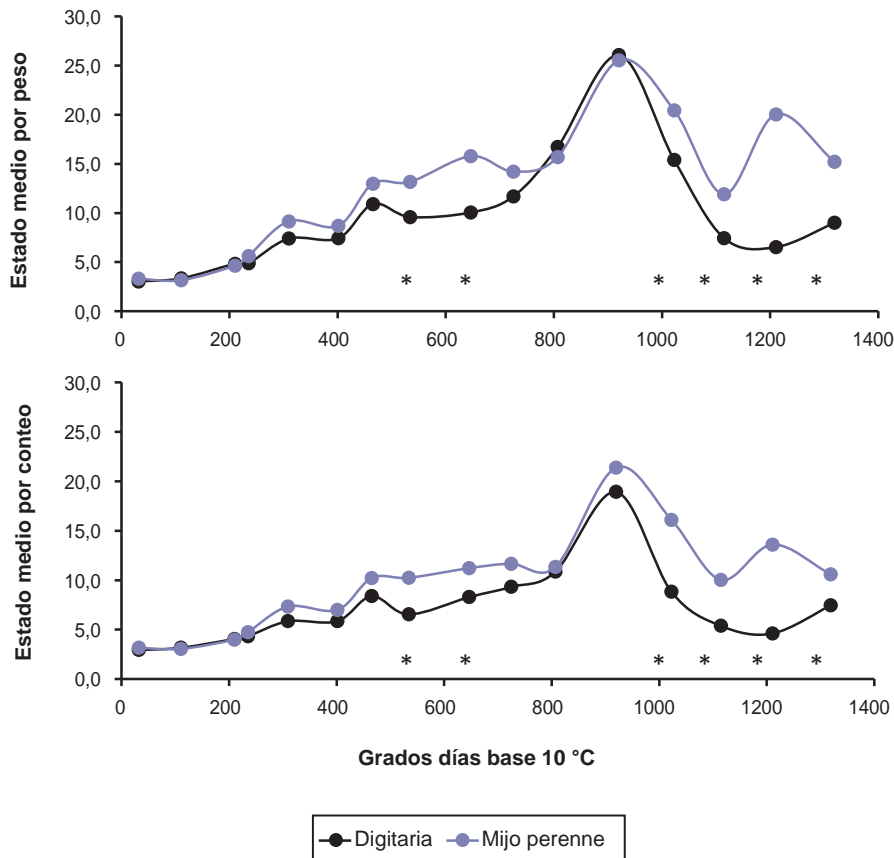 Estado medio por peso
30,0
25,0
20,0
15,0
10,0
5,0
0,0
* * * * * *
0 200 400 600 800 1000 1200 1400
Estado medio por conteo
30,0
25,0
20,0
15,0
10,0
5,0
0,0
* * * * * *
0 200 400 600 800 1000 1200 1400
Grados días base 10 °C
Digitaria Mijo perenne